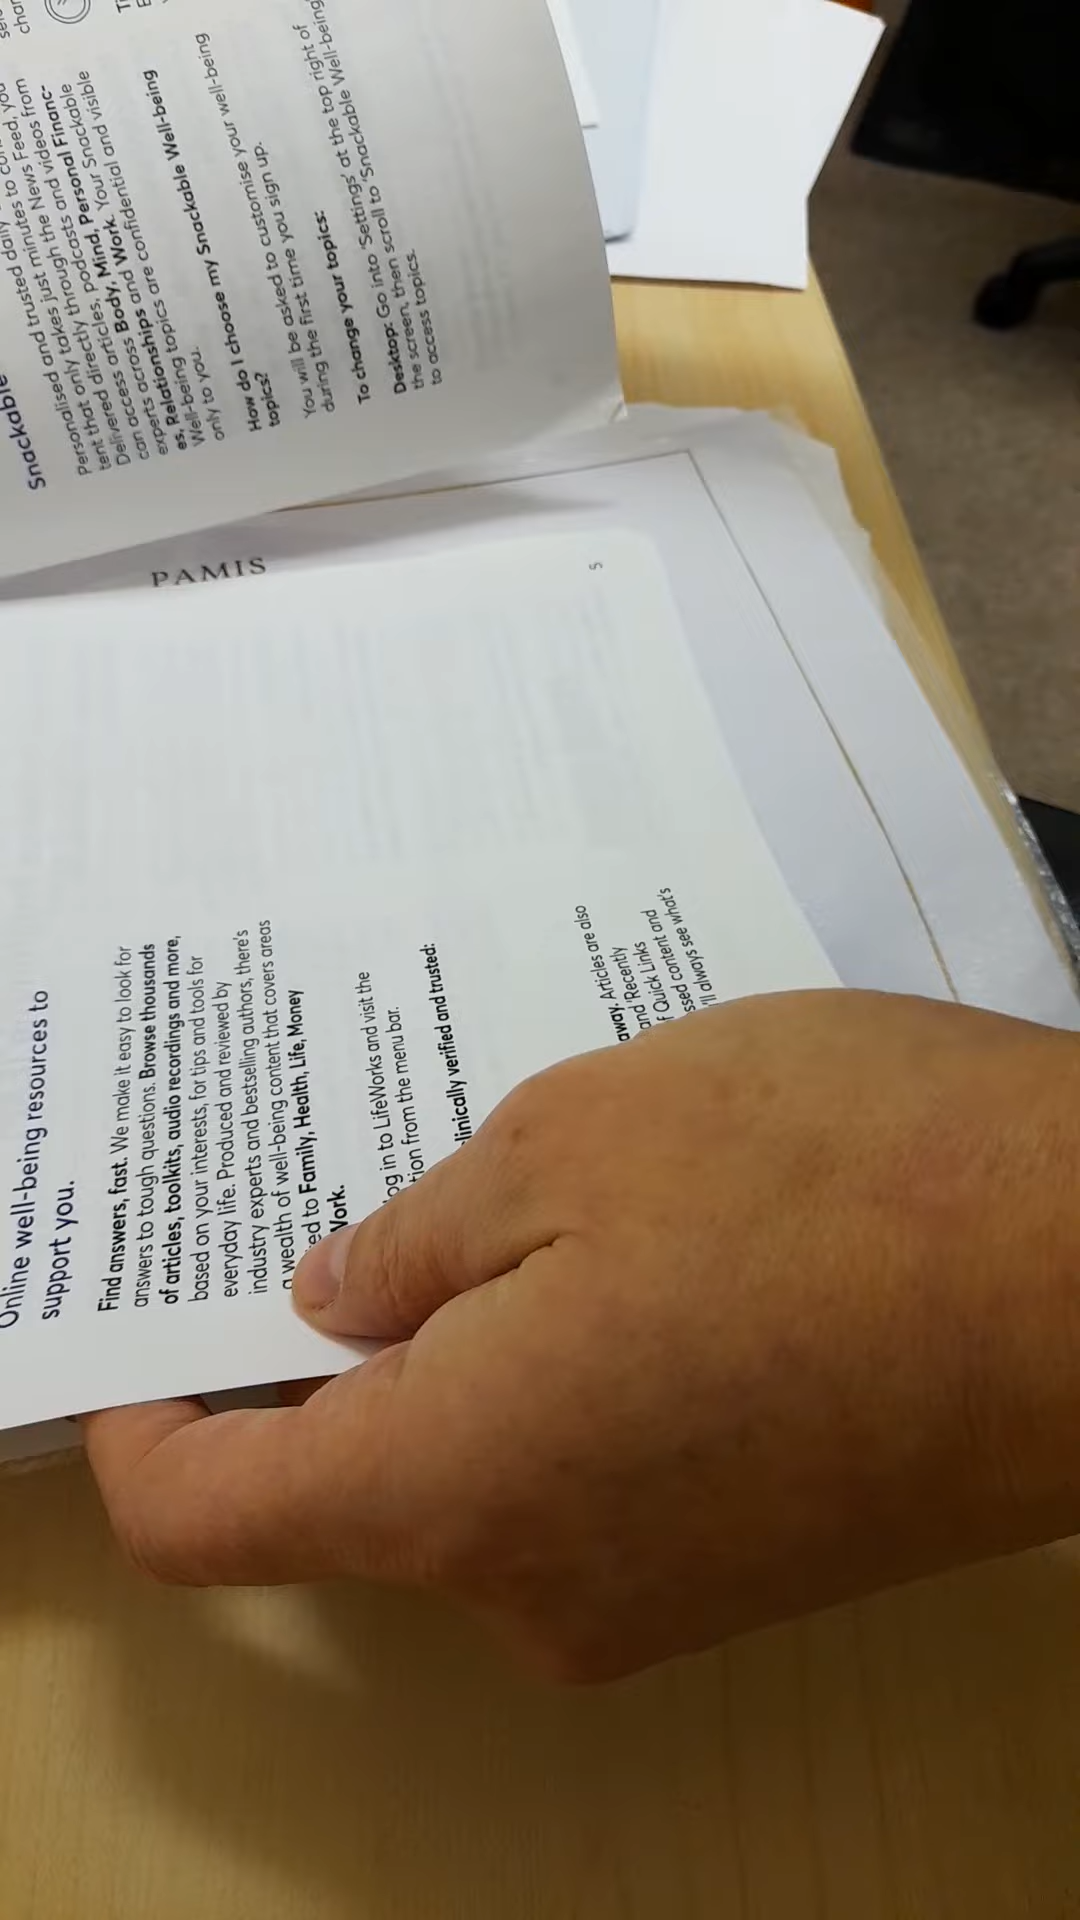 Snackable
personalised and trusted daily
tent that only takes just minutes to
Delivered directly through the News Feed, you
can access articles, podcasts and videos from
experts across Body, Mind, Personal Financ-
es, Relationships and Work. Your Snackable
Well-being topics are confidential and visible
only to you.
How do I choose my Snackable Well-being
topics?
You will be asked to customise your well-being
during the first time you sign up.
To change your topics:
Desktop: Go into 'Settings' at the top right of
the screen, then scroll to 'Snackable Well-being'
to access topics.
PAMIS
5
Online well-being resources to
support you.
Find answers, fast. We make it easy to look for
answers to tough questions. Browse thousands
of articles, toolkits, audio recordings and more,
based on your interests, for tips and tools for
everyday life. Produced and reviewed by
industry experts and bestselling authors, there's
a wealth of well-being content that covers areas
ed to Family, Health, Life, Money
Work.
og in to LifeWorks and visit the
tion from the menu bar.
linically verified and trusted:
away. Articles are also
and 'Recently
f Quick Links
ssed content and
'll always see what's